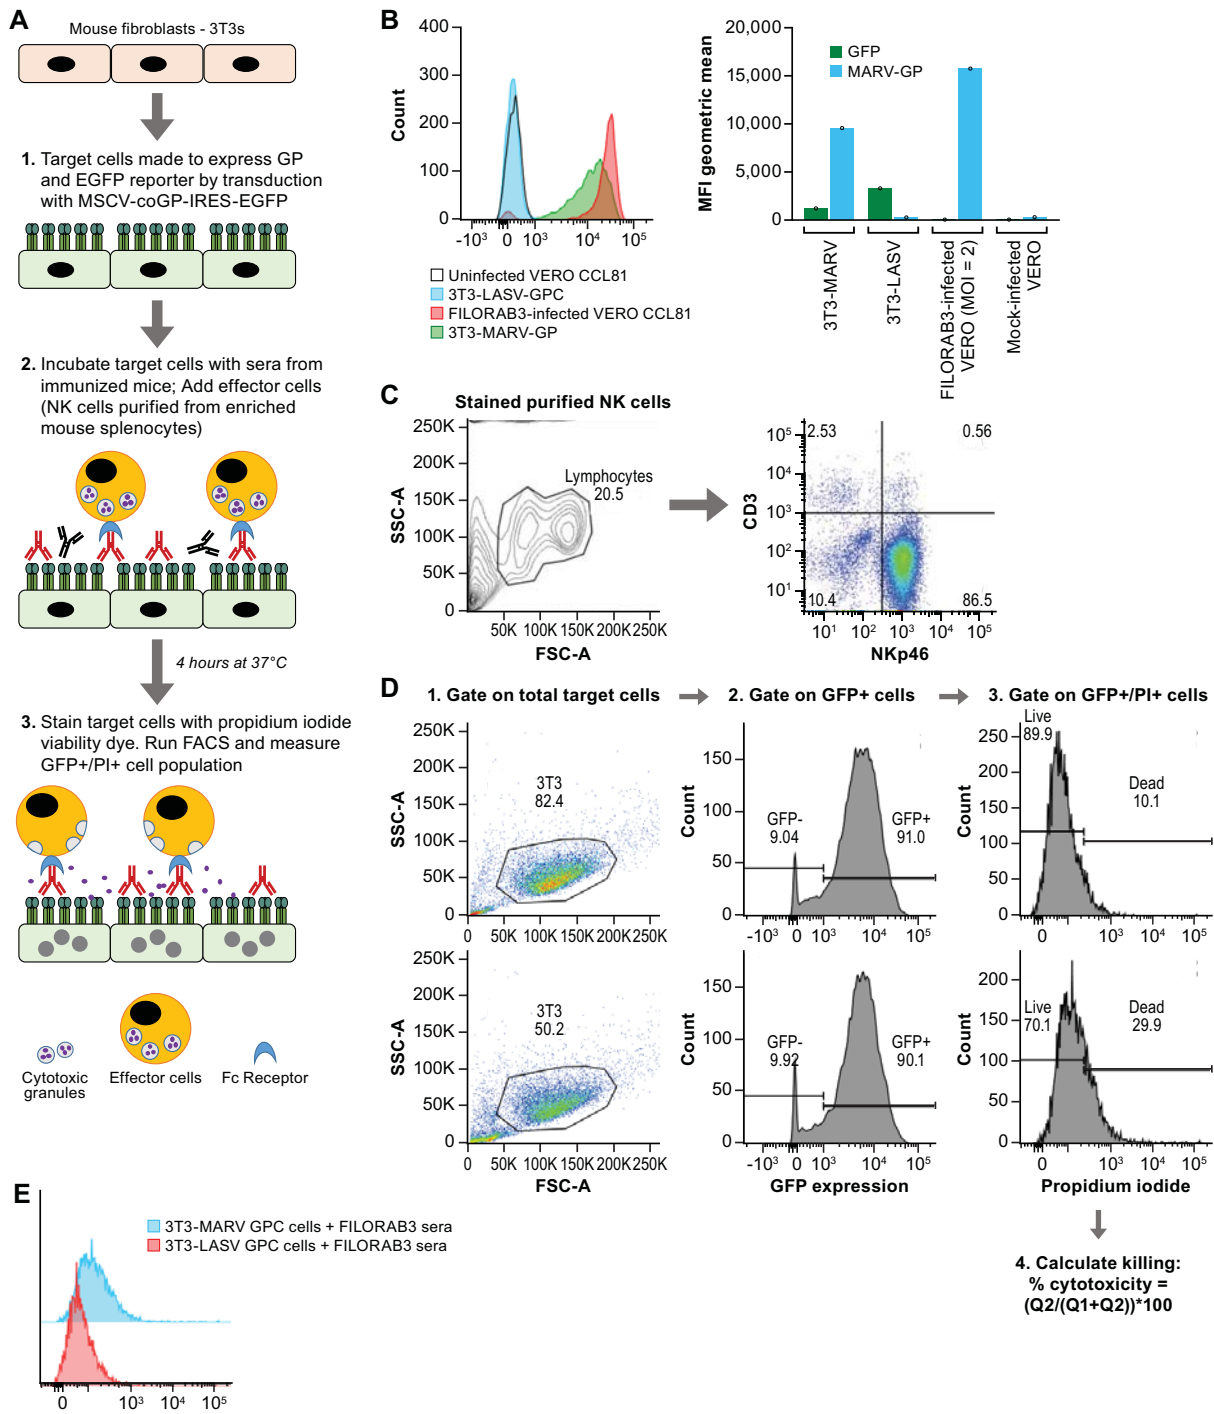 A
Mouse fibroblasts - 3T3s
1. Target cells made to express GP
and EGFP reporter by transduction
with MSCV-coGP-IRES-EGFP
2. Incubate target cells with sera from
immunized mice; Add effector cells
(NK cells purified from enriched
mouse splenocytes)
4 hours at 37°C
3. Stain target cells with propidium iodide
viability dye. Run FACS and measure
GFP+/PI+ cell population
Cytotoxic
granules
Effector cells
Fc Receptor
B
400
300
200
100
0
Count
-10³ 0 10³ 10⁴ 10⁵
Uninfected VERO CCL81
3T3-LASV-GPC
FILORAB3-infected VERO CCL81
3T3-MARV-GP
20,000
15,000
10,000
5,000
0
MFI geometric mean
GFP
MARV-GP
3T3-MARV
3T3-LASV
FILORAB3-infected
VERO (MOI = 2)
Mock-infected
VERO
C
Stained purified NK cells
250K
200K
150K
100K
50K
0
SSC-A
Lymphocytes
20.5
50K 100K 150K 200K 250K
FSC-A
10⁵
10⁴
10³
10²
10¹
CD3
2.53
0.56
10.4
86.5
10¹ 10² 10³ 10⁴ 10⁵
NKp46
D
1. Gate on total target cells
2. Gate on GFP+ cells
3. Gate on GFP+/PI+ cells
250K
200K
150K
100K
50K
0
SSC-A
3T3
82.4
150
100
50
0
Count
GFP-
9.04
GFP+
91.0
-10³ 0 10³ 10⁴ 10⁵
250
200
150
100
50
0
Count
Live
89.9
Dead
10.1
0 10³ 10⁴ 10⁵
0 50K 100K 150K 200K 250K
250K
200K
150K
100K
50K
0
SSC-A
3T3
50.2
0 50K 100K 150K 200K 250K
FSC-A
150
100
50
0
Count
GFP-
9.92
GFP+
90.1
-10³ 0 10³ 10⁴ 10⁵
GFP expression
200
150
100
50
0
Count
Live
70.1
Dead
29.9
0 10³ 10⁴ 10⁵
Propidium iodide
4. Calculate killing:
% cytotoxicity =
(Q2/(Q1+Q2))*100
E
3T3-MARV GPC cells + FILORAB3 sera
3T3-LASV GPC cells + FILORAB3 sera
0 10³ 10⁴ 10⁵